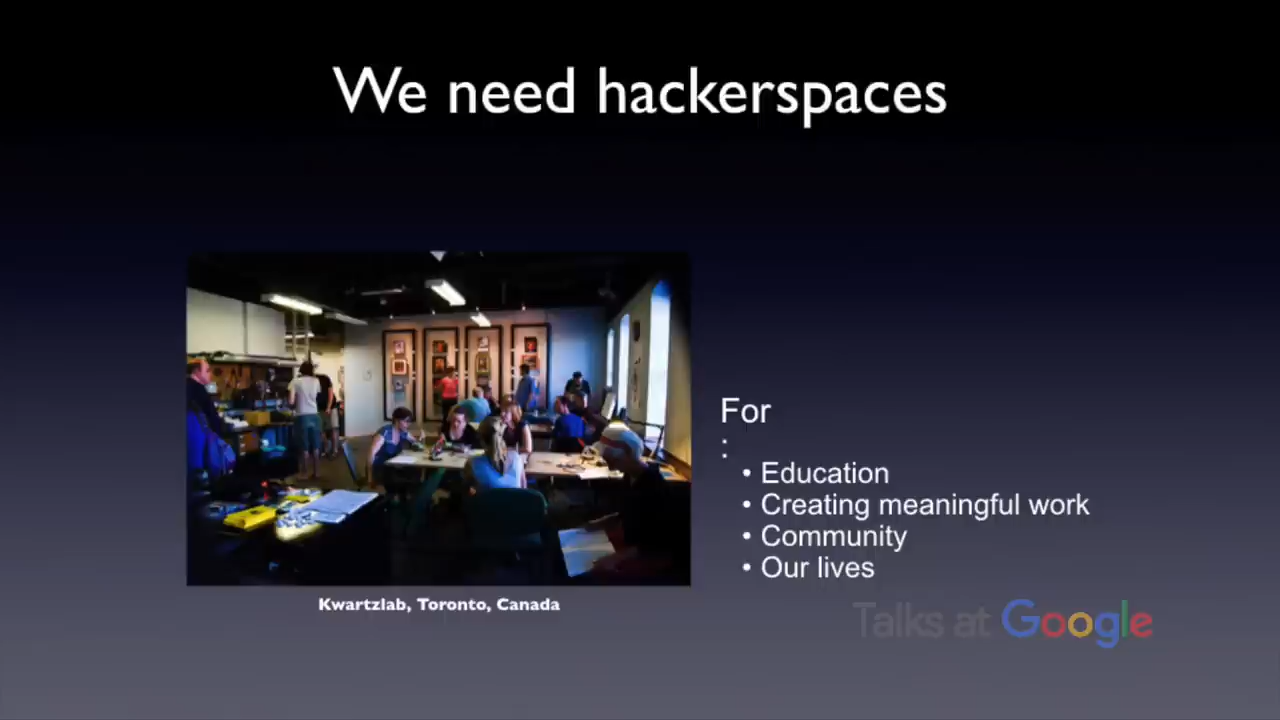 We need hackerspaces
For
:
• Education
• Creating meaningful work
• Community
• Our lives
Kwartzlab, Toronto, Canada
Talks at Google